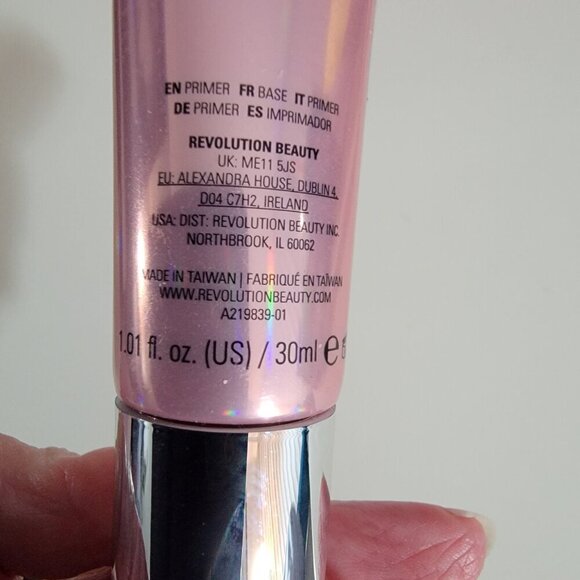 EN PRIMER FR BASE IT PRIMER
DE PRIMER ES IMPRIMADOR
REVOLUTION BEAUTY
UK: ME11 5JS
EU: ALEXANDRA HOUSE, DUBLIN 4,
D04 C7H2, IRELAND
USA: DIST: REVOLUTION BEAUTY INC.
NORTHBROOK, IL 60062
MADE IN TAIWAN | FABRIQUÉ EN TAÏWAN
WWW.REVOLUTIONBEAUTY.COM
A219839-01
1.01 fl. oz. (US) / 30ml ℮